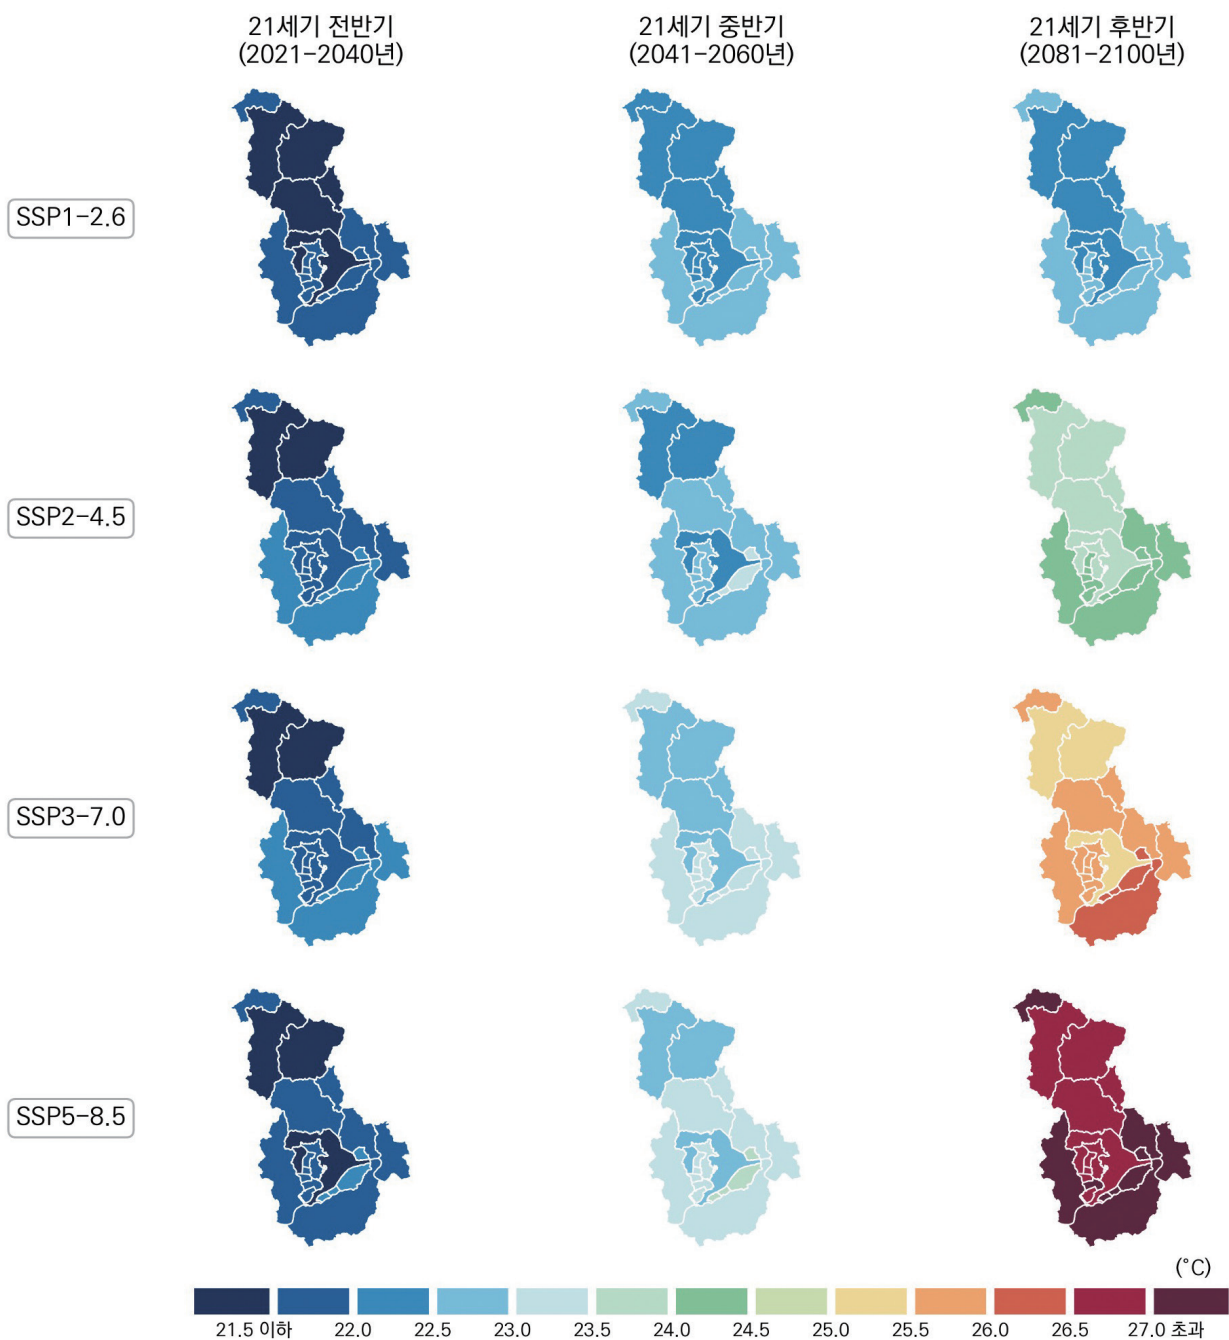 21세기 전반기
(2021-2040년)
21세기 중반기
(2041-2060년)
21세기 후반기
(2081-2100년)
SSP1-2.6
SSP2-4.5
SSP3-7.0
SSP5-8.5
(°C)
21.5 이하 22.0 22.5 23.0 23.5 24.0 24.5 25.0 25.5 26.0 26.5 27.0 초과